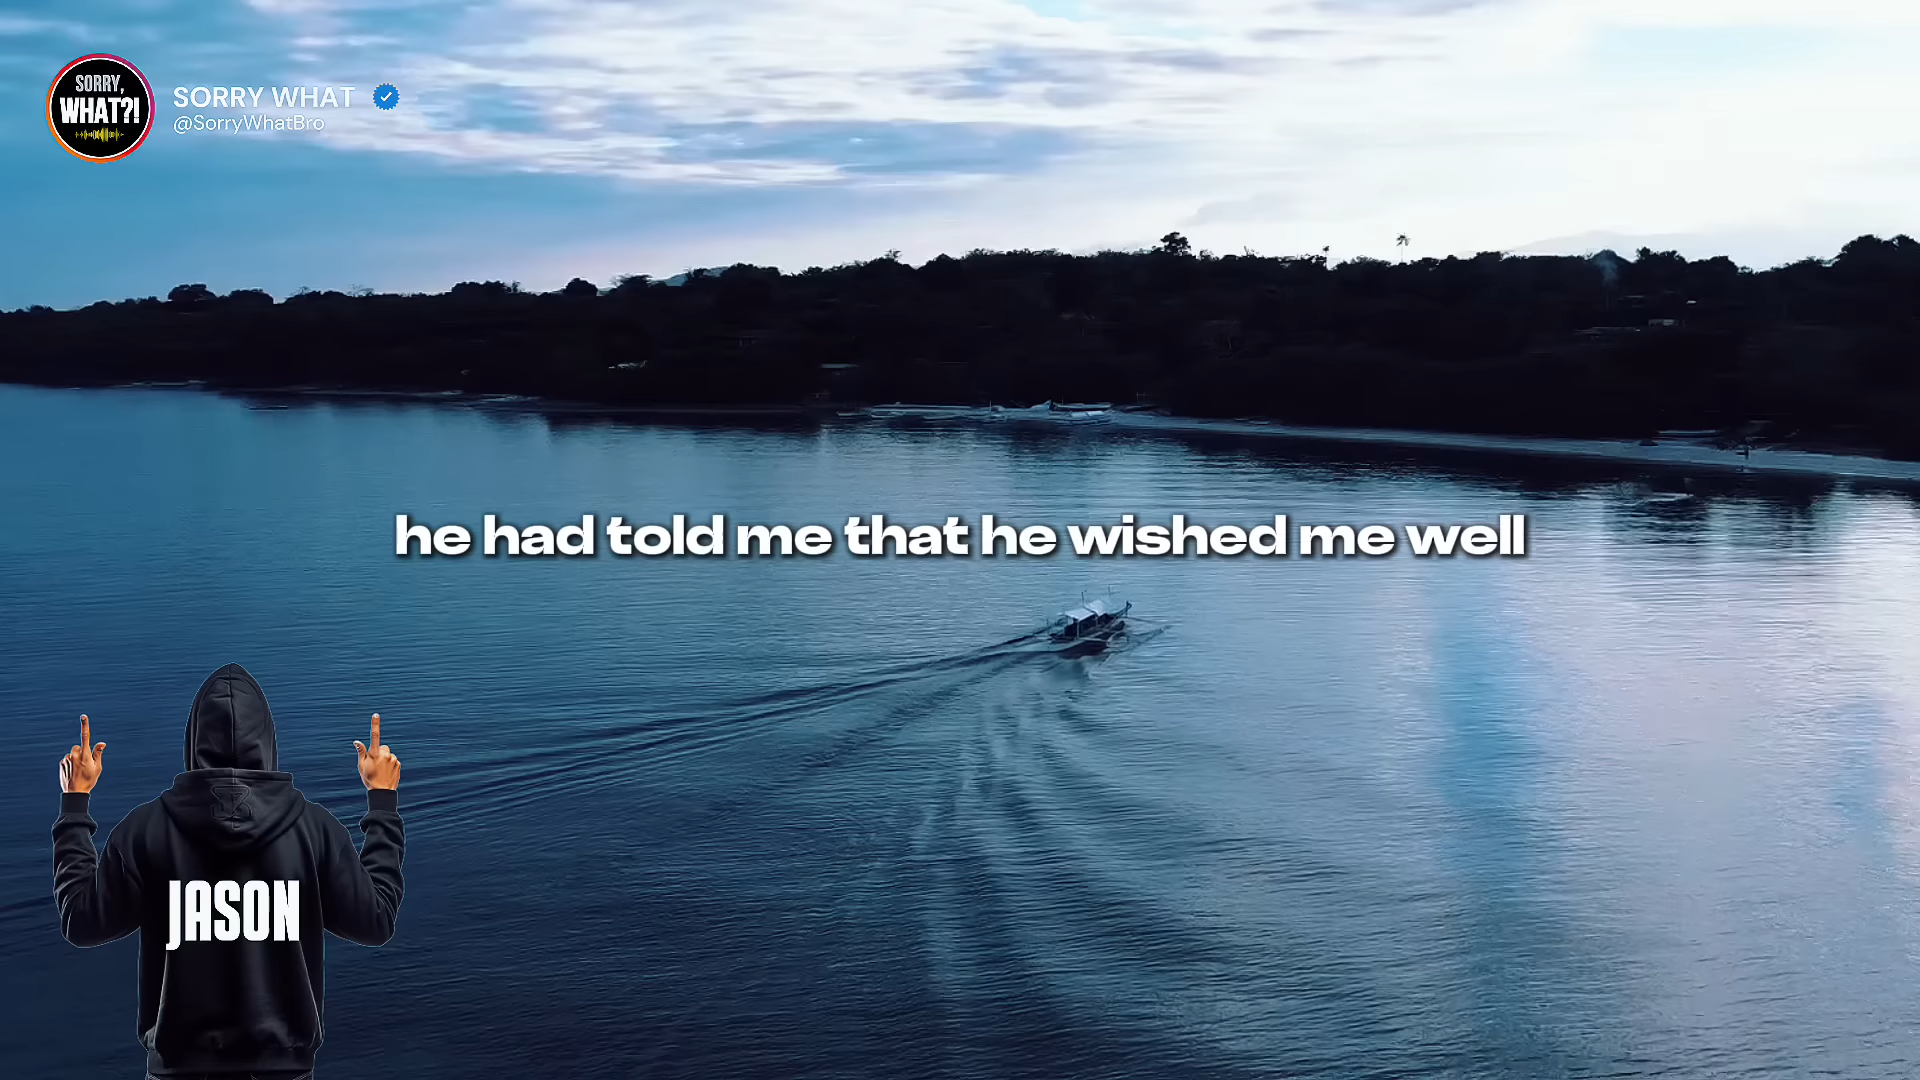 SORRY,
WHAT?!
SORRY WHAT
@SorryWhatBro
he had told me that he wished me well
JASON